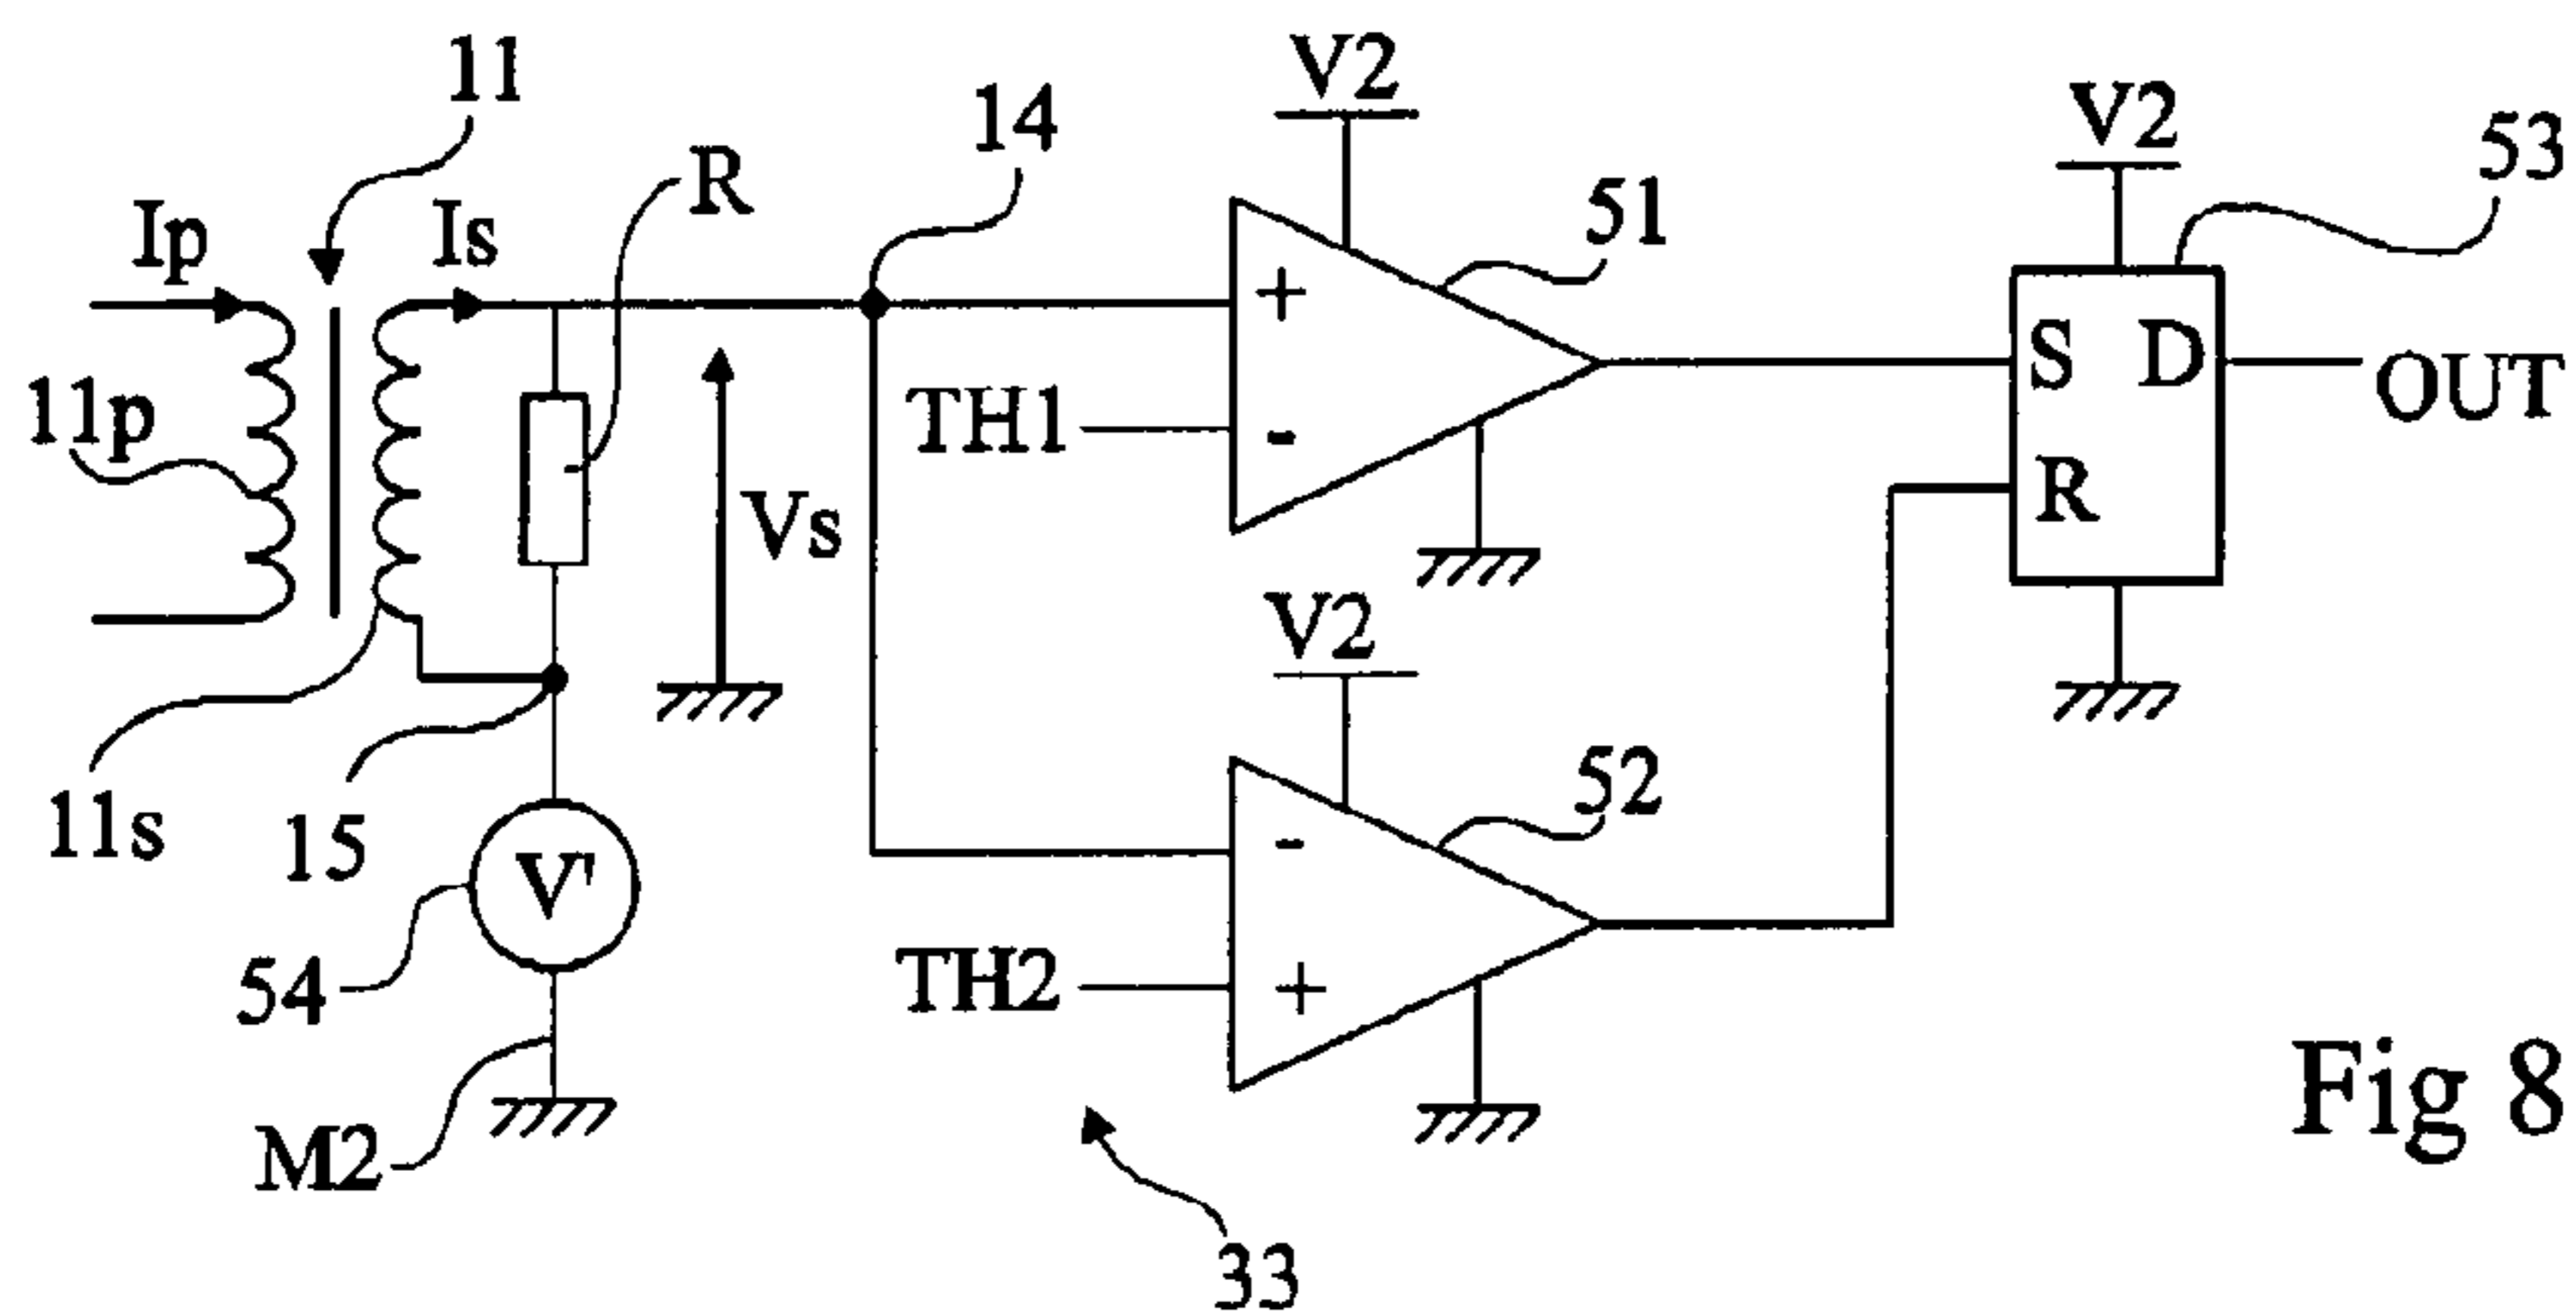 11
Ip
Is
R
14
V2
51
V2
53
11p
Vs
TH1
+
-
S D
R
OUT
11s
15
V2
52
V'
54
-
TH2
+
M2
33
Fig 8